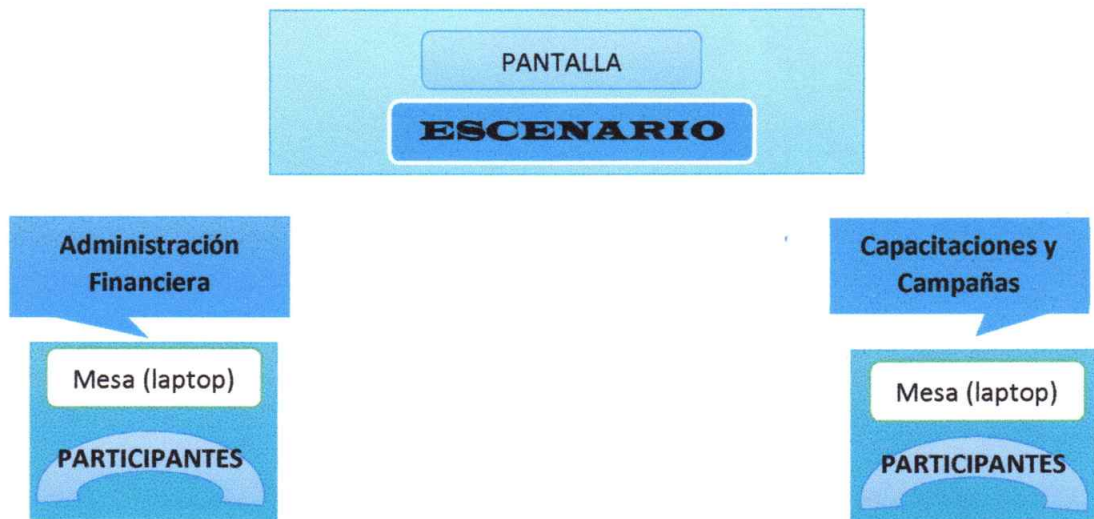 PANTALLA
ESCENARIO
Administración
Financiera
Capacitaciones y
Campañas
Mesa (laptop)
Mesa (laptop)
PARTICIPANTES
PARTICIPANTES